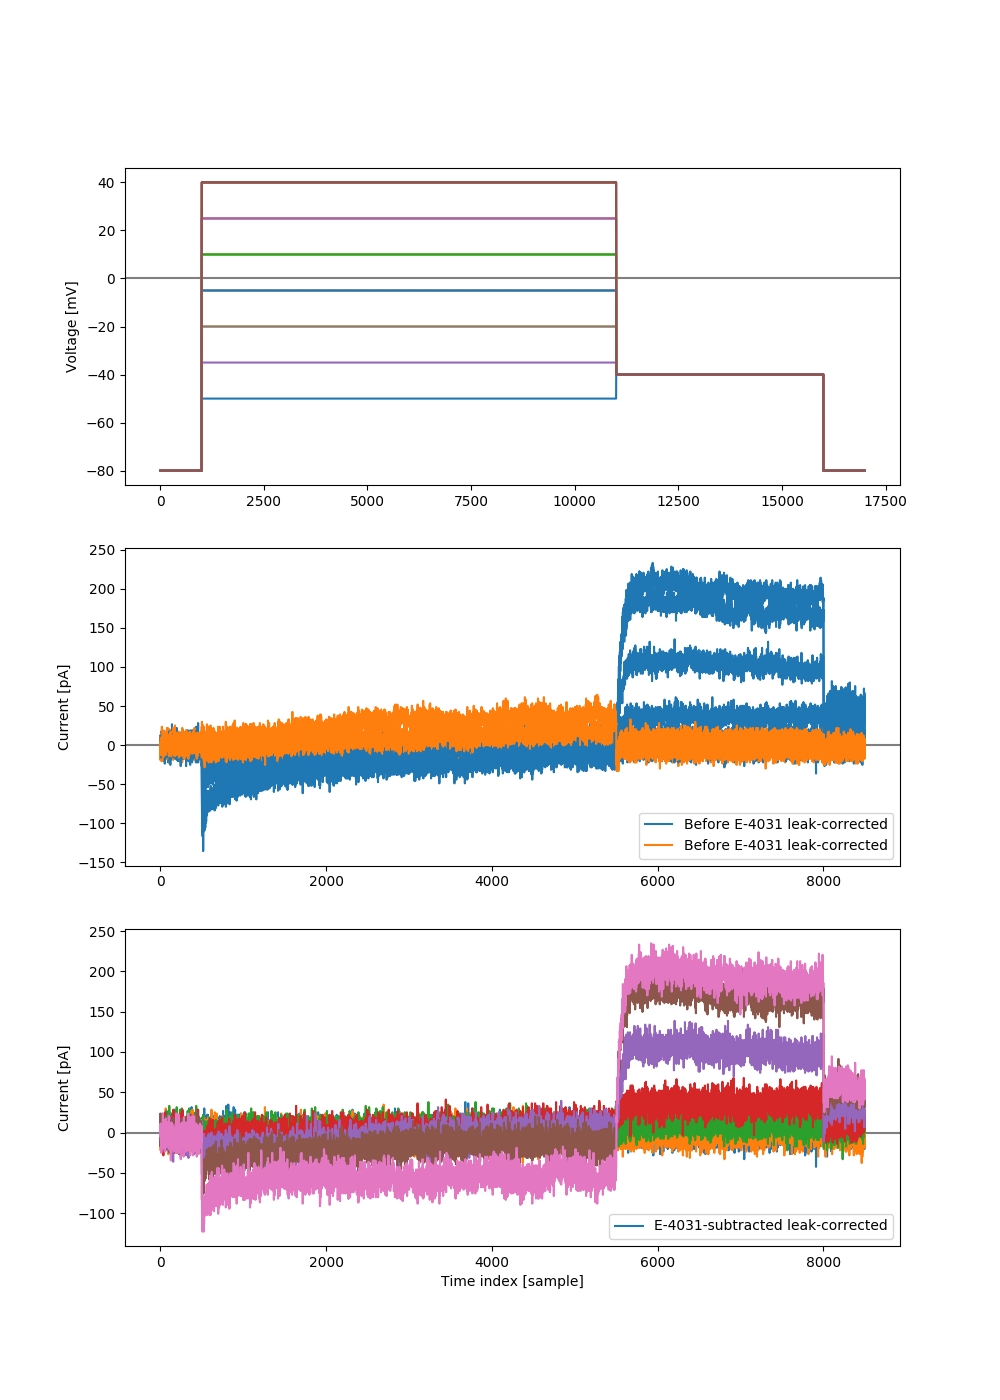 40
20
0
−20
−40
−60
−80
Voltage [mV]
0 2500 5000 7500 10000 12500 15000 17500
250
200
150
100
50
0
−50
−100
−150
Current [pA]
Before E-4031 leak-corrected
Before E-4031 leak-corrected
0 2000 4000 6000 8000
250
200
150
100
50
0
−50
−100
Current [pA]
E-4031-subtracted leak-corrected
0 2000 4000 6000 8000
Time index [sample]